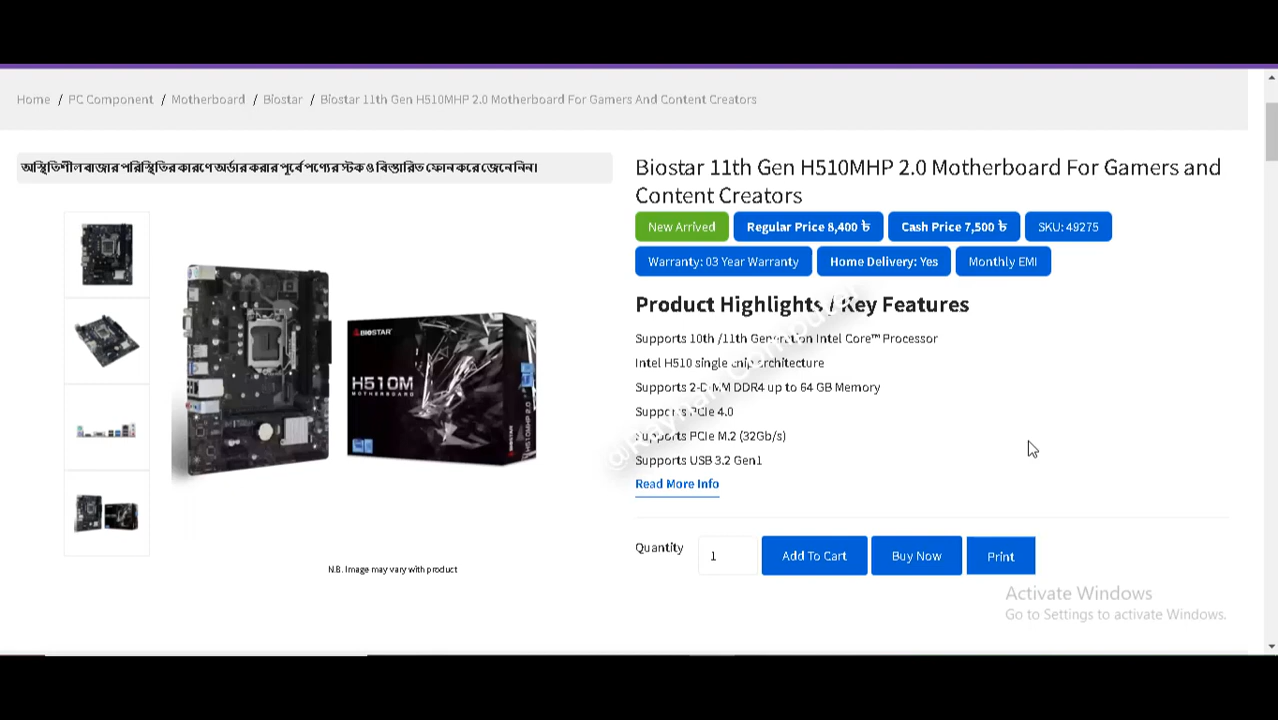 Home / PC Component / Motherboard / Biostar / Biostar 11th Gen H510MHP 2.0 Motherboard For Gamers And Content Creators
অস্থিতিশীল বাজার পরিস্থিতির কারণে অর্ডার করার পূর্বে পণ্যের স্টক ও বিস্তারিত ফোন করে জেনে নিন।
Biostar 11th Gen H510MHP 2.0 Motherboard For Gamers and
Content Creators
New Arrived Regular Price 8,400 ৳ Cash Price 7,500 ৳ SKU: 49275
Warranty: 03 Year Warranty Home Delivery: Yes Monthly EMI
Product Highlights / Key Features
Supports 10th /11th Generation Intel Core™ Processor
Intel H510 single chip architecture
Supports 2-DIMM DDR4 up to 64 GB Memory
Supports PCIe 4.0
Supports PCIe M.2 (32Gb/s)
Supports USB 3.2 Gen1
Read More Info
BIOSTAR
H510M
MOTHERBOARD
BIOSTAR H510MHP 2.0
Quantity 1 Add To Cart Buy Now Print
N.B. Image may vary with product
Activate Windows
Go to Settings to activate Windows.